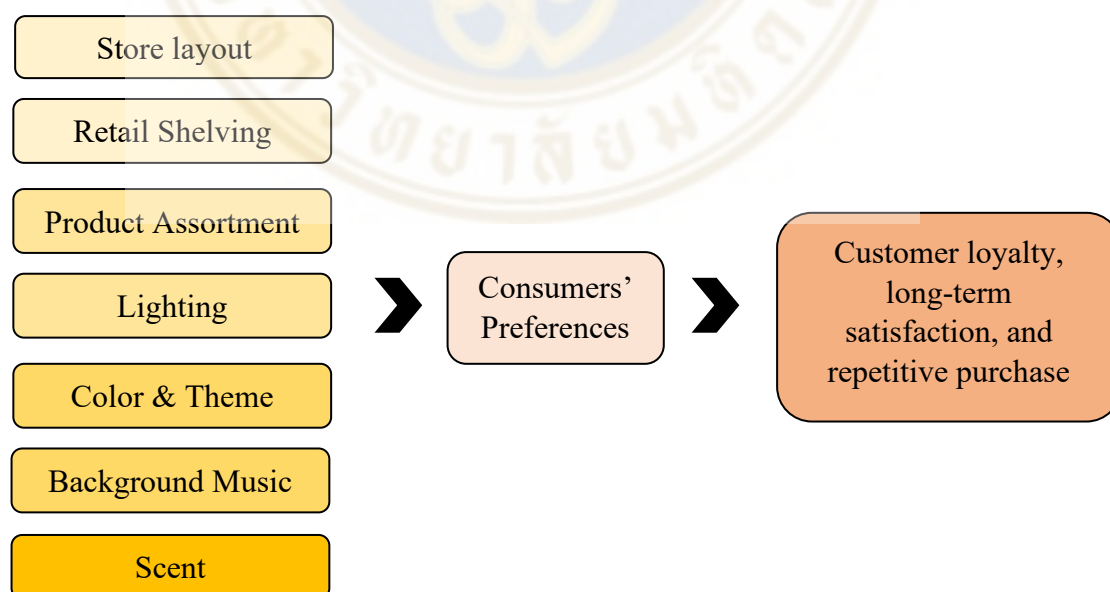 Store layout
Retail Shelving
Product Assortment
Lighting
Color & Theme
Background Music
Scent
Consumers’
Preferences
Customer loyalty,
long-term
satisfaction, and
repetitive purchase